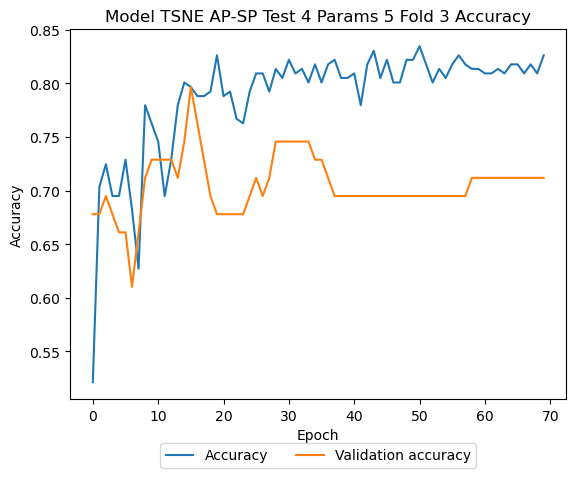 Model TSNE AP-SP Test 4 Params 5 Fold 3 Accuracy
0.85
0.80
0.75
0.70
0.65
0.60
0.55
Accuracy
0 10 20 30 40 50 60 70
Epoch
Accuracy Validation accuracy